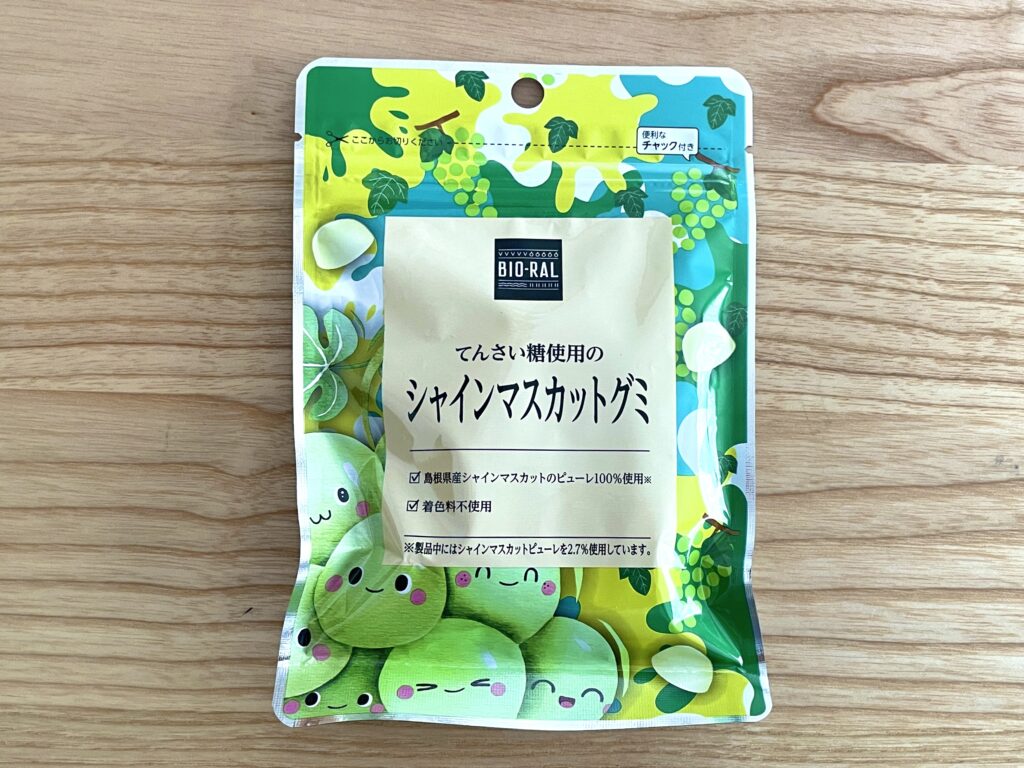 ここからお切りください
便利な
チャック付き
BIO-RAL
てんさい糖使用の
シャインマスカットグミ
☑ 島根県産シャインマスカットのピューレ100%使用※
☑ 着色料不使用
※製品中にはシャインマスカットピューレを2.7%使用しています。